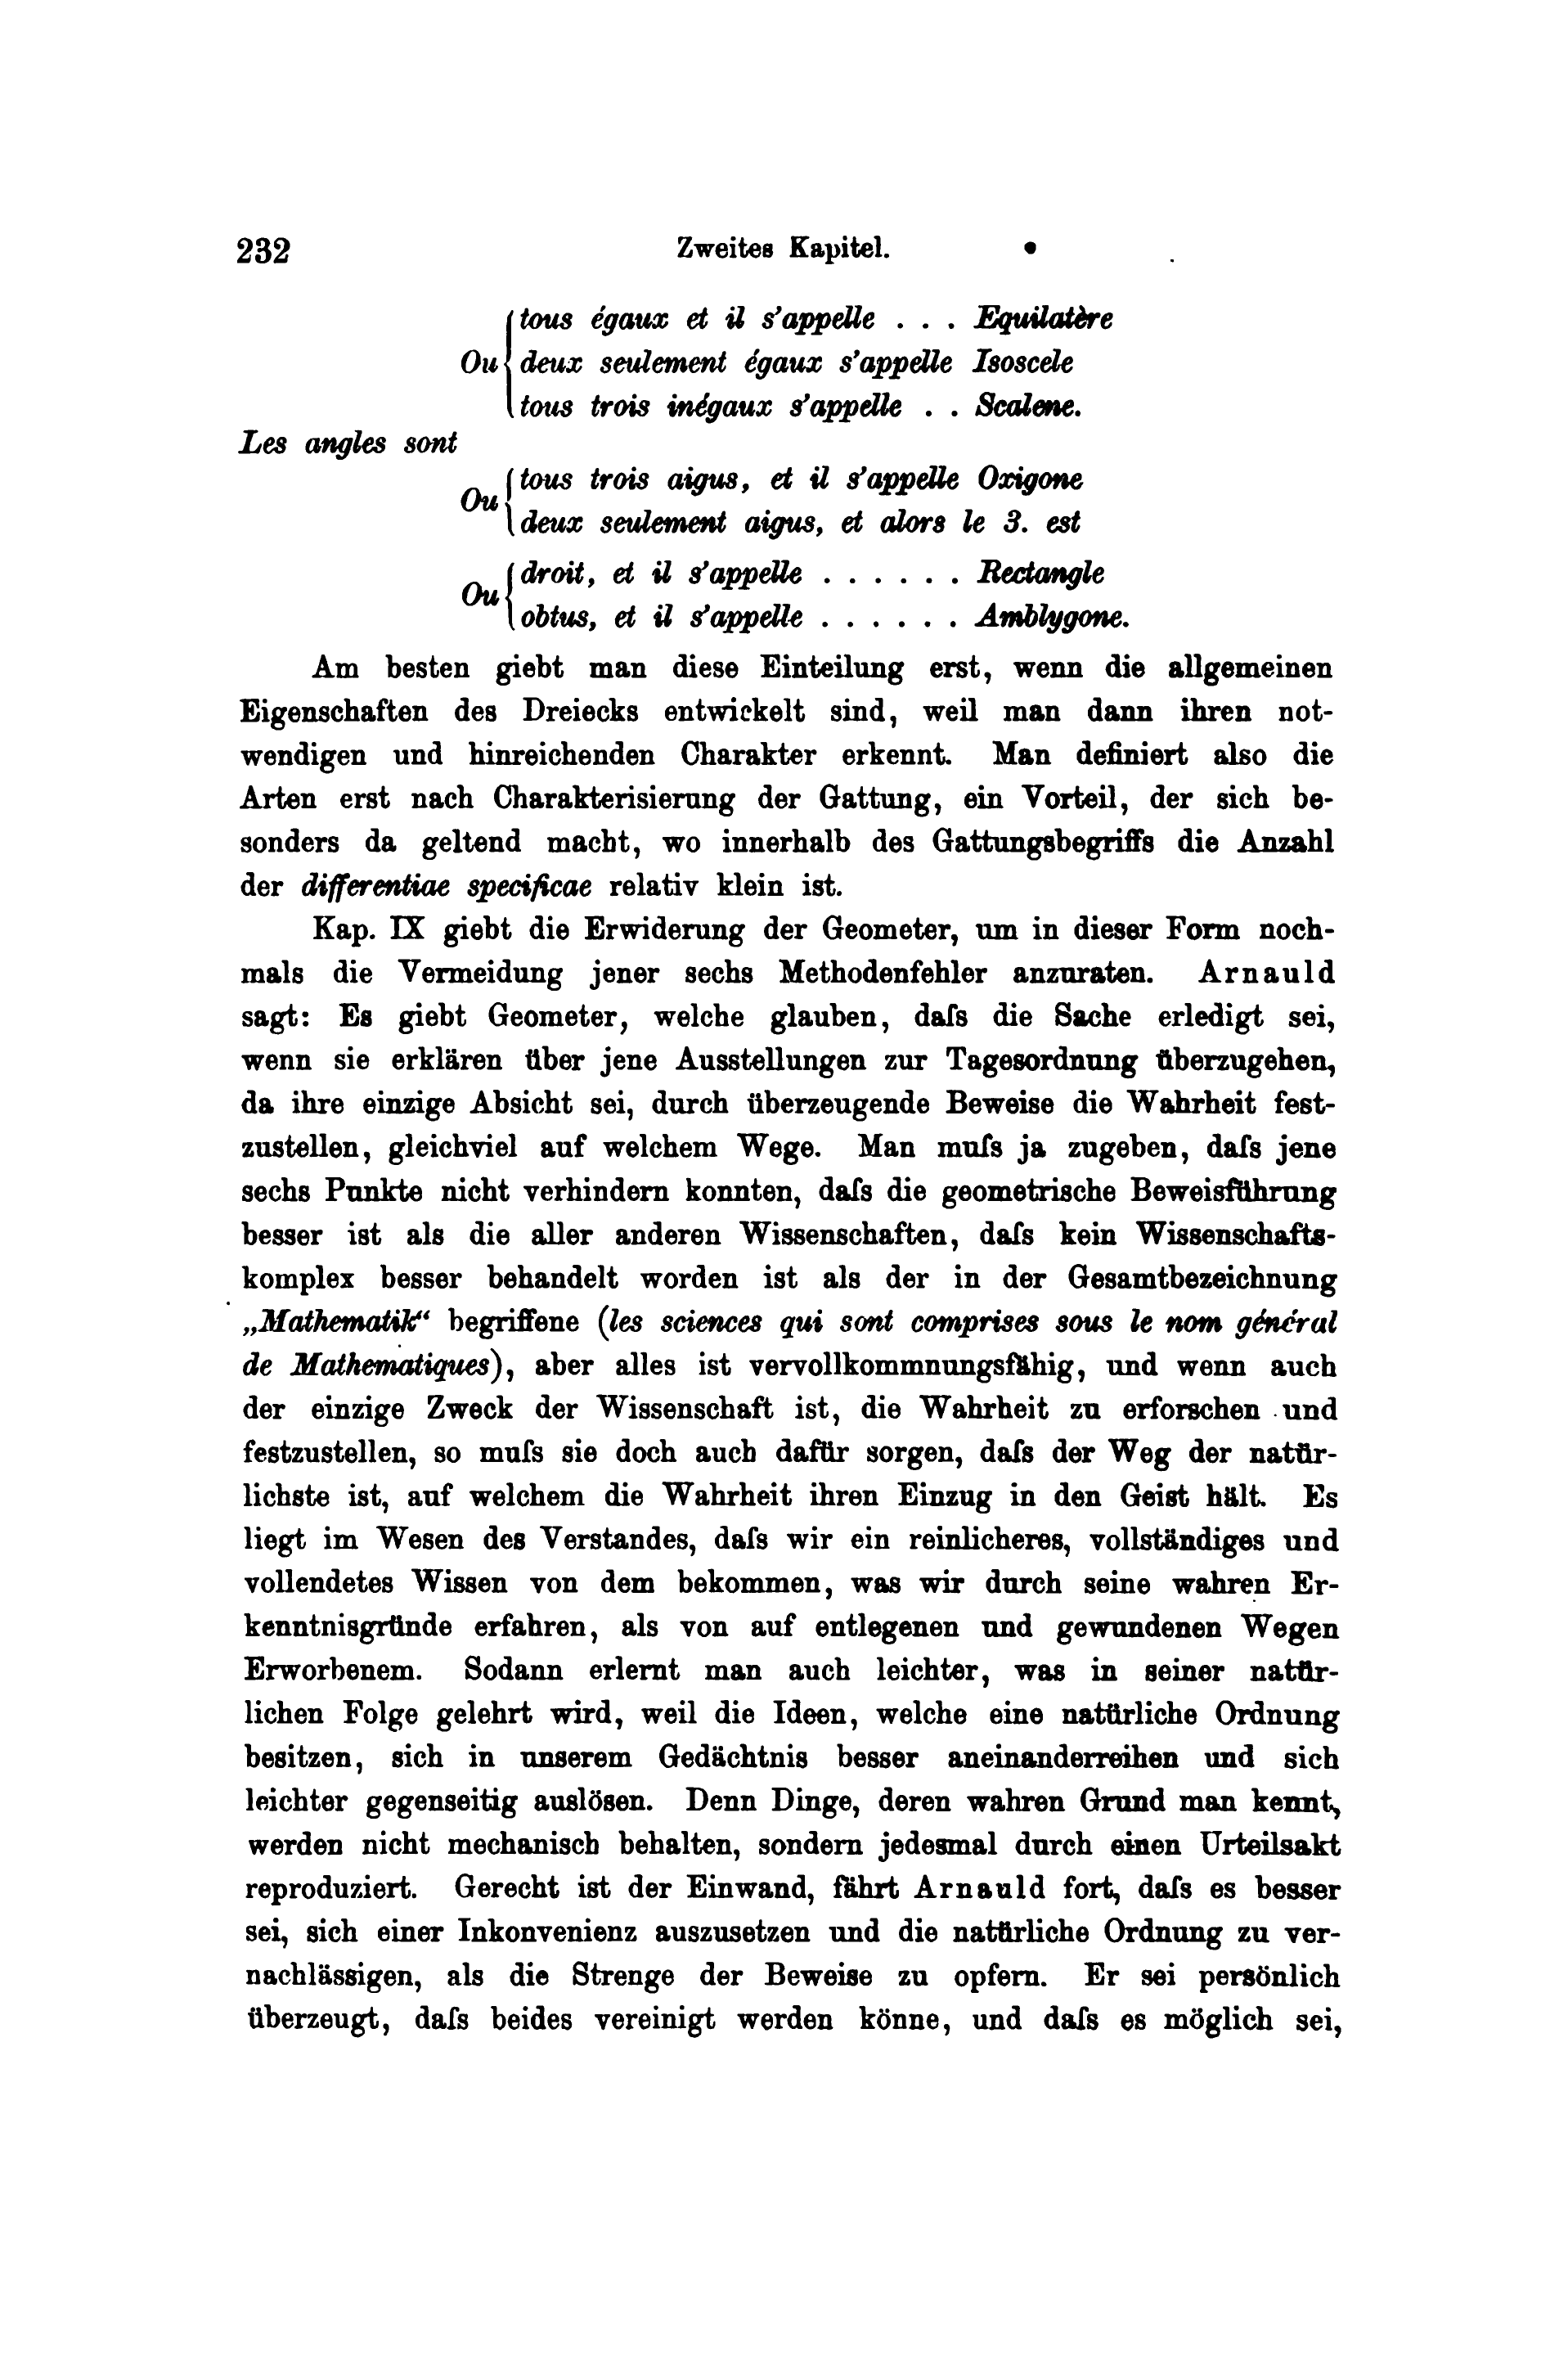 232 Zweites Kapitel.
tous égaux et il s'appelle . . . Equilatère
Ou deux seulement égaux s'appelle Isoscele
tous trois inégaux s'appelle . . Scalene.
Les angles sont
Ou tous trois aigus, et il s'appelle Oxigone
deux seulement aigus, et alors le 3. est
Ou droit, et il s'appelle . . . . . . Rectangle
obtus, et il s'appelle . . . . . . Amblygone.
Am besten giebt man diese Einteilung erst, wenn die allgemeinen
Eigenschaften des Dreiecks entwickelt sind, weil man dann ihren not-
wendigen und hinreichenden Charakter erkennt. Man definiert also die
Arten erst nach Charakterisierung der Gattung, ein Vorteil, der sich be-
sonders da geltend macht, wo innerhalb des Gattungsbegriffs die Anzahl
der differentiae specificae relativ klein ist.
Kap. IX giebt die Erwiderung der Geometer, um in dieser Form noch-
mals die Vermeidung jener sechs Methodenfehler anzuraten. Arnauld
sagt: Es giebt Geometer, welche glauben, daſs die Sache erledigt sei,
wenn sie erklären über jene Ausstellungen zur Tagesordnung überzugehen,
da ihre einzige Absicht sei, durch überzeugende Beweise die Wahrheit fest-
zustellen, gleichviel auf welchem Wege. Man muſs ja zugeben, daſs jene
sechs Punkte nicht verhindern konnten, daſs die geometrische Beweisführung
besser ist als die aller anderen Wissenschaften, daſs kein Wissenschafts-
komplex besser behandelt worden ist als der in der Gesamtbezeichnung
„Mathematik“ begriffene (les sciences qui sont comprises sous le nom général
de Mathematiques), aber alles ist vervollkommnungsfähig, und wenn auch
der einzige Zweck der Wissenschaft ist, die Wahrheit zu erforschen und
festzustellen, so muſs sie doch auch dafür sorgen, daſs der Weg der natür-
lichste ist, auf welchem die Wahrheit ihren Einzug in den Geist hält. Es
liegt im Wesen des Verstandes, daſs wir ein reinlicheres, vollständiges und
vollendetes Wissen von dem bekommen, was wir durch seine wahren Er-
kenntnisgründe erfahren, als von auf entlegenen und gewundenen Wegen
Erworbenem. Sodann erlernt man auch leichter, was in seiner natür-
lichen Folge gelehrt wird, weil die Ideen, welche eine natürliche Ordnung
besitzen, sich in unserem Gedächtnis besser aneinanderreihen und sich
leichter gegenseitig auslösen. Denn Dinge, deren wahren Grund man kennt,
werden nicht mechanisch behalten, sondern jedesmal durch einen Urteilsakt
reproduziert. Gerecht ist der Einwand, fährt Arnauld fort, daſs es besser
sei, sich einer Inkonvenienz auszusetzen und die natürliche Ordnung zu ver-
nachlässigen, als die Strenge der Beweise zu opfern. Er sei persönlich
überzeugt, daſs beides vereinigt werden könne, und daſs es möglich sei,